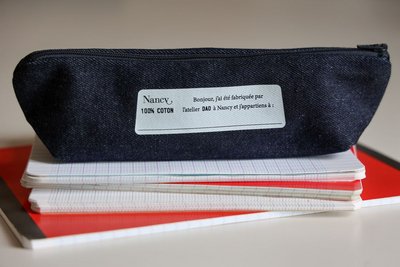 Nancy,
100% COTON
Bonjour, j'ai été fabriquée par
l'atelier DAO à Nancy et j'appartiens à :